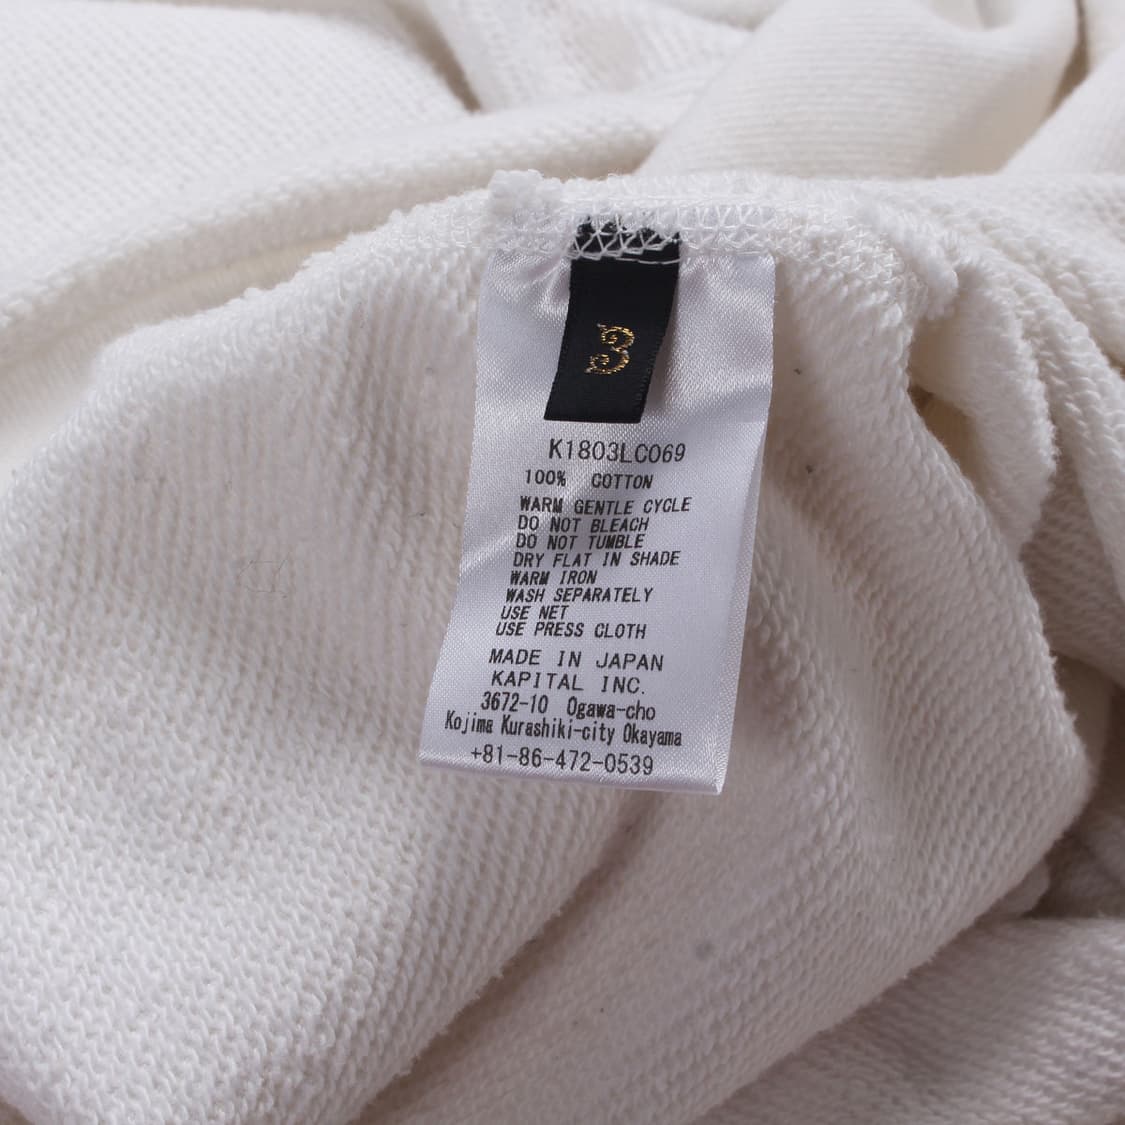 3
K1803LC069
100% COTTON
WARM GENTLE CYCLE
DO NOT BLEACH
DO NOT TUMBLE
DRY FLAT IN SHADE
WARM IRON
WASH SEPARATELY
USE NET
USE PRESS CLOTH
MADE IN JAPAN
KAPITAL INC.
3672-10 Ogawa-cho
Kojima Kurashiki-city Okayama
+81-86-472-0539